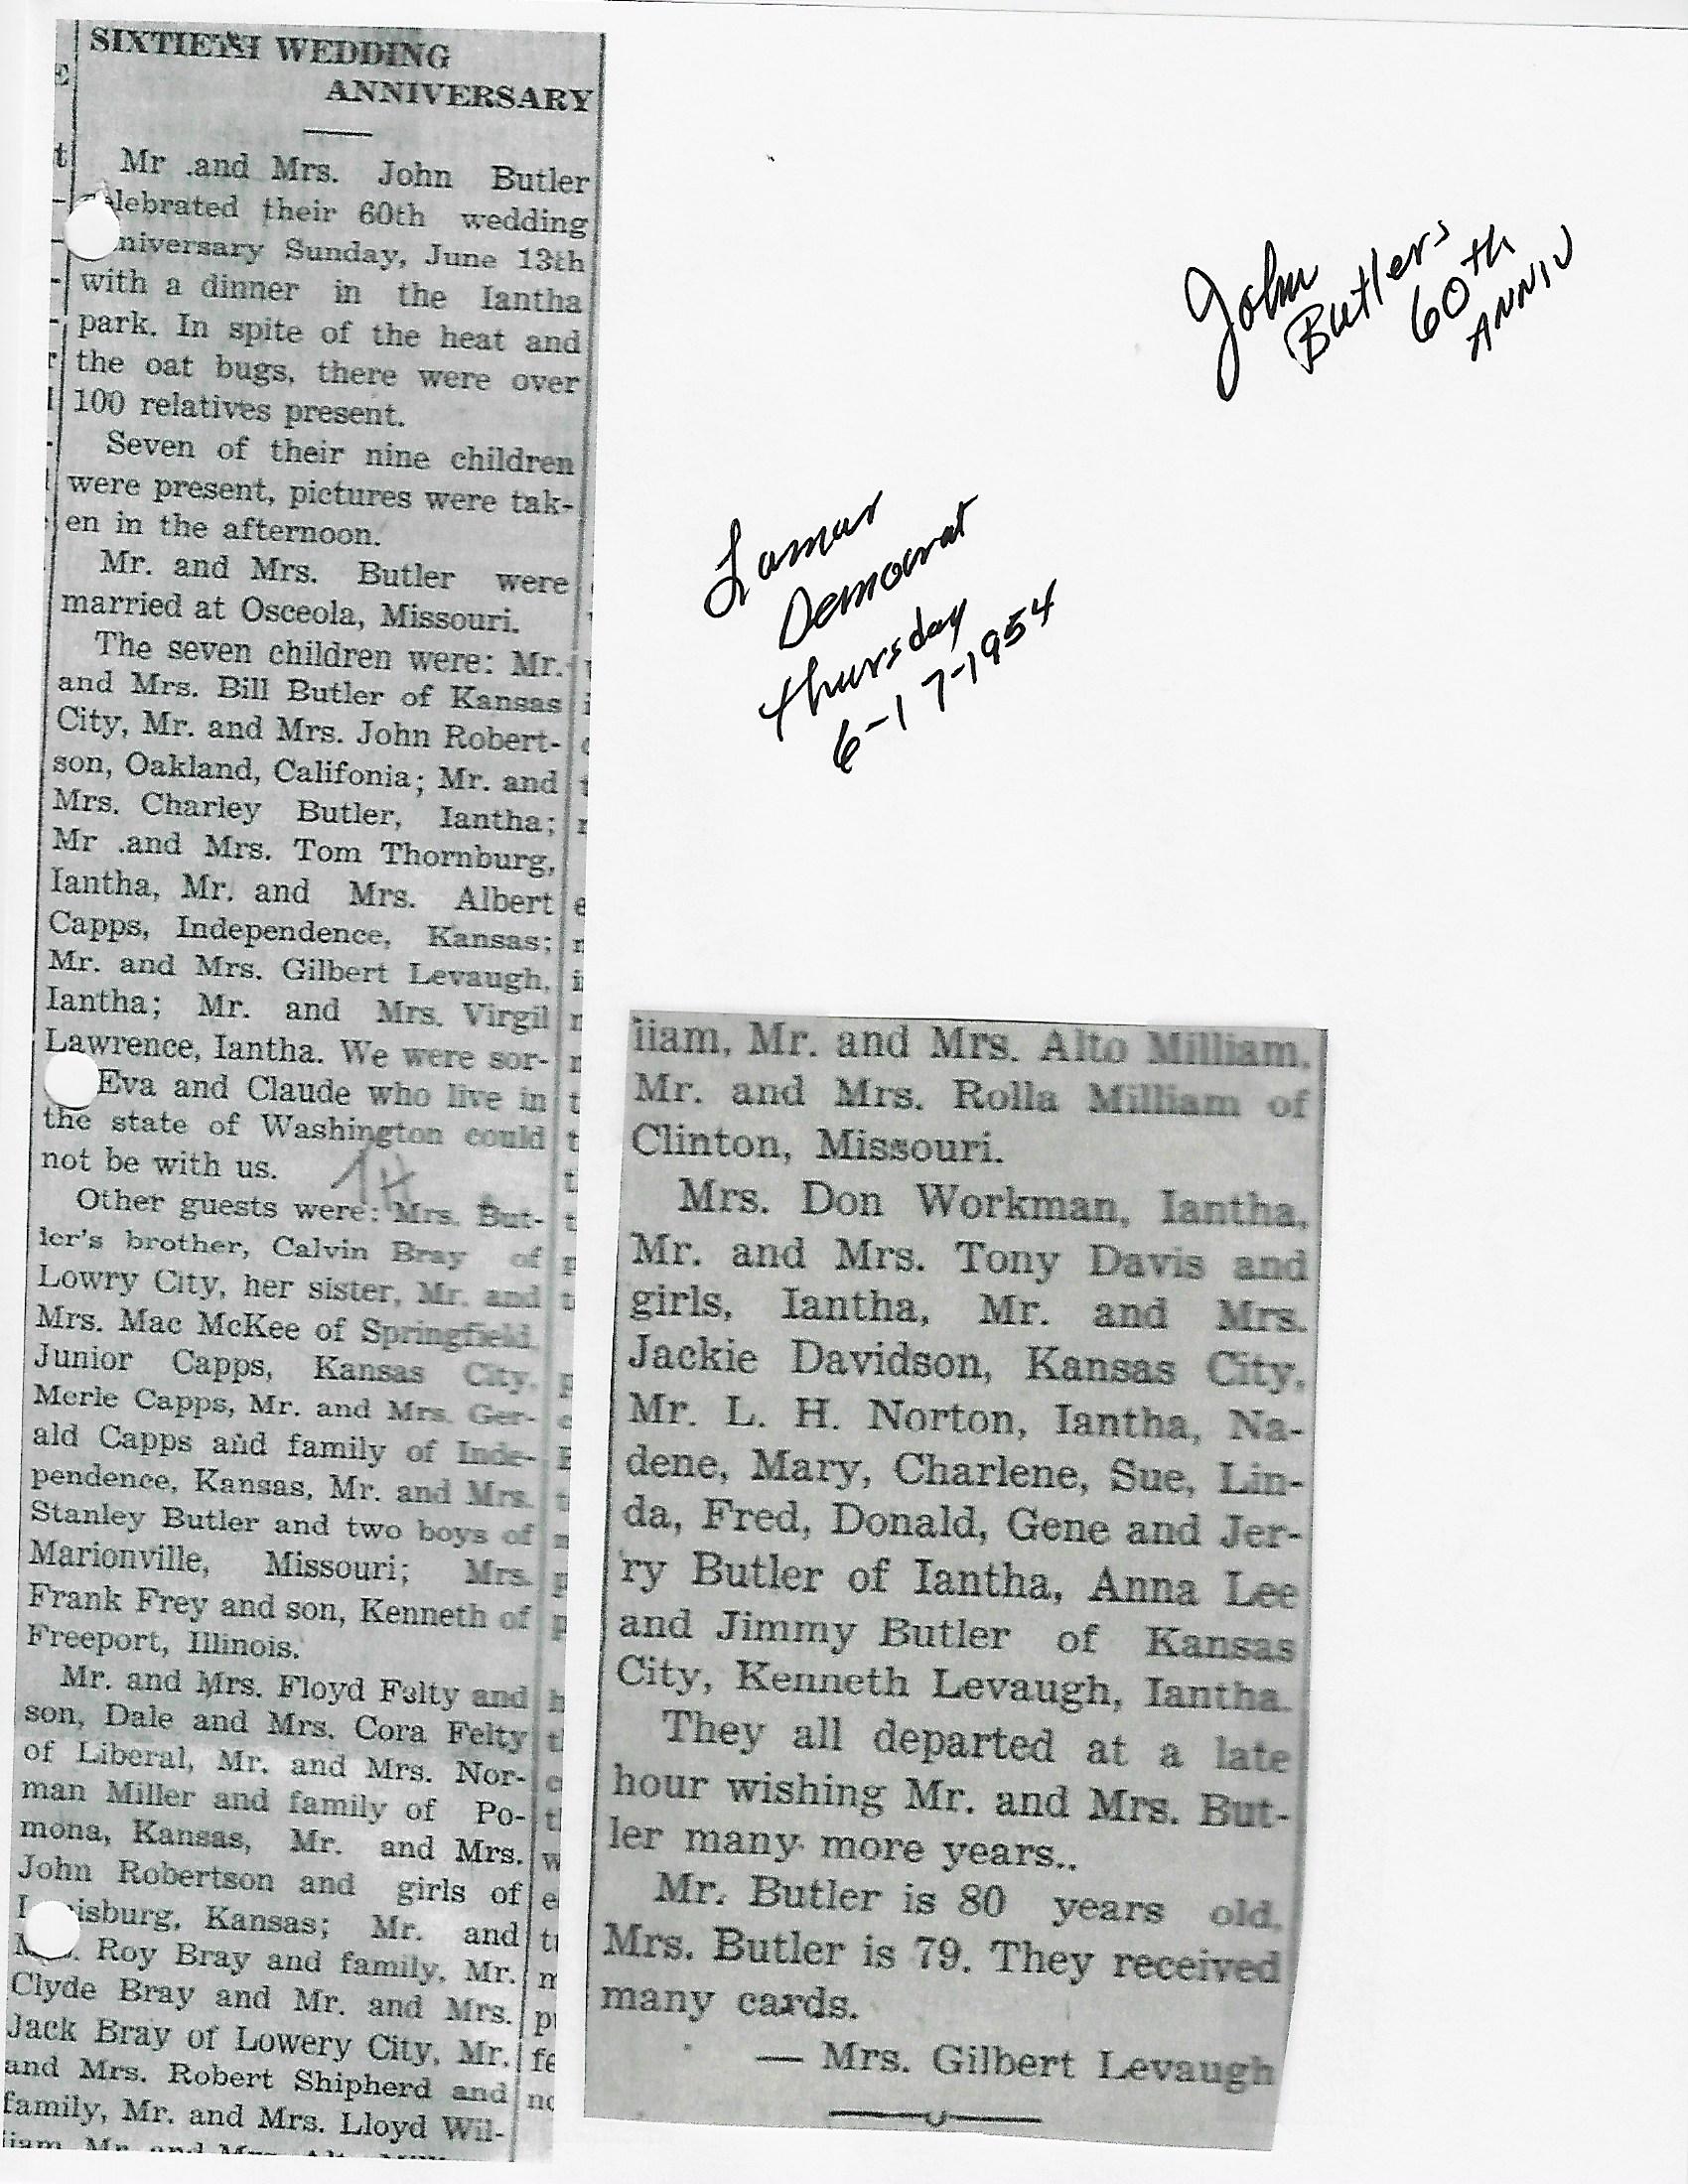 SIXTIETH WEDDING
ANNIVERSARY
Mr .and Mrs. John Butler
celebrated their 60th wedding
niversary Sunday, June 13th
with a dinner in the Iantha
park. In spite of the heat and
the oat bugs, there were over
100 relatives present.
Seven of their nine children
were present, pictures were tak-
en in the afternoon.
Mr. and Mrs. Butler were
married at Osceola, Missouri.
The seven children were: Mr.
and Mrs. Bill Butler of Kansas
City, Mr. and Mrs. John Robert-
son, Oakland, Califonia; Mr. and
Mrs. Charley Butler, Iantha;
Mr .and Mrs. Tom Thornburg,
Iantha, Mr. and Mrs. Albert
Capps, Independence, Kansas;
Mr. and Mrs. Gilbert Levaugh,
Iantha; Mr. and Mrs. Virgil
Lawrence, Iantha. We were sor-
Eva and Claude who live in
the state of Washington could
not be with us.
Other guests were: Mrs. But-
ler's brother, Calvin Bray of
Lowry City, her sister, Mr. and
Mrs. Mac McKee of Springfield,
Junior Capps, Kansas City,
Merle Capps, Mr. and Mrs. Ger-
ald Capps and family of Inde-
pendence, Kansas, Mr. and Mrs.
Stanley Butler and two boys of
Marionville, Missouri; Mrs.
Frank Frey and son, Kenneth of
Freeport, Illinois.
Mr. and Mrs. Floyd Felty and
son, Dale and Mrs. Cora Felty
of Liberal, Mr. and Mrs. Nor-
man Miller and family of Po-
mona, Kansas, Mr. and Mrs.
John Robertson and girls of
Louisburg, Kansas; Mr. and
Mrs. Roy Bray and family, Mr.
Clyde Bray and Mr. and Mrs.
Jack Bray of Lowery City, Mr.
and Mrs. Robert Shipherd and
family, Mr. and Mrs. Lloyd Wil-
liam, Mr. and Mrs. Alto
John
Butlers
60th
ANNIV
Lamar
Democrat
thursday
6-17-1954
liam, Mr. and Mrs. Alto Milliam,
Mr. and Mrs. Rolla Milliam of
Clinton, Missouri.
Mrs. Don Workman, Iantha,
Mr. and Mrs. Tony Davis and
girls, Iantha, Mr. and Mrs.
Jackie Davidson, Kansas City,
Mr. L. H. Norton, Iantha, Na-
dene, Mary, Charlene, Sue, Lin-
da, Fred, Donald, Gene and Jer-
ry Butler of Iantha, Anna Lee
and Jimmy Butler of Kansas
City, Kenneth Levaugh, Iantha.
They all departed at a late
hour wishing Mr. and Mrs. But-
ler many more years..
Mr. Butler is 80 years old,
Mrs. Butler is 79. They received
many cards.
— Mrs. Gilbert Levaugh